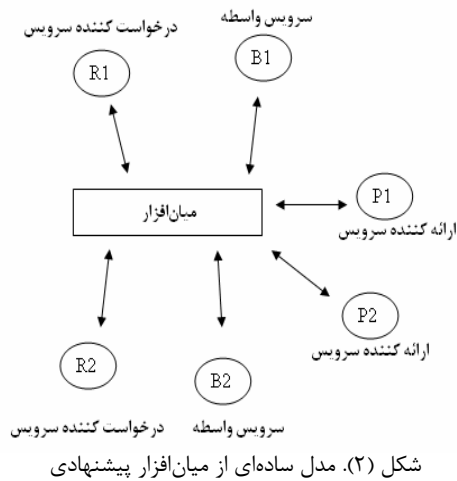 سرویس واسطه
درخواست کننده سرویس
B1
R1
P1
میان‌افزار
ارائه کننده سرویس
P2
ارائه کننده سرویس
R2
B2
درخواست کننده سرویس
سرویس واسطه
شکل (۲). مدل ساده‌ای از میان‌افزار پیشنهادی